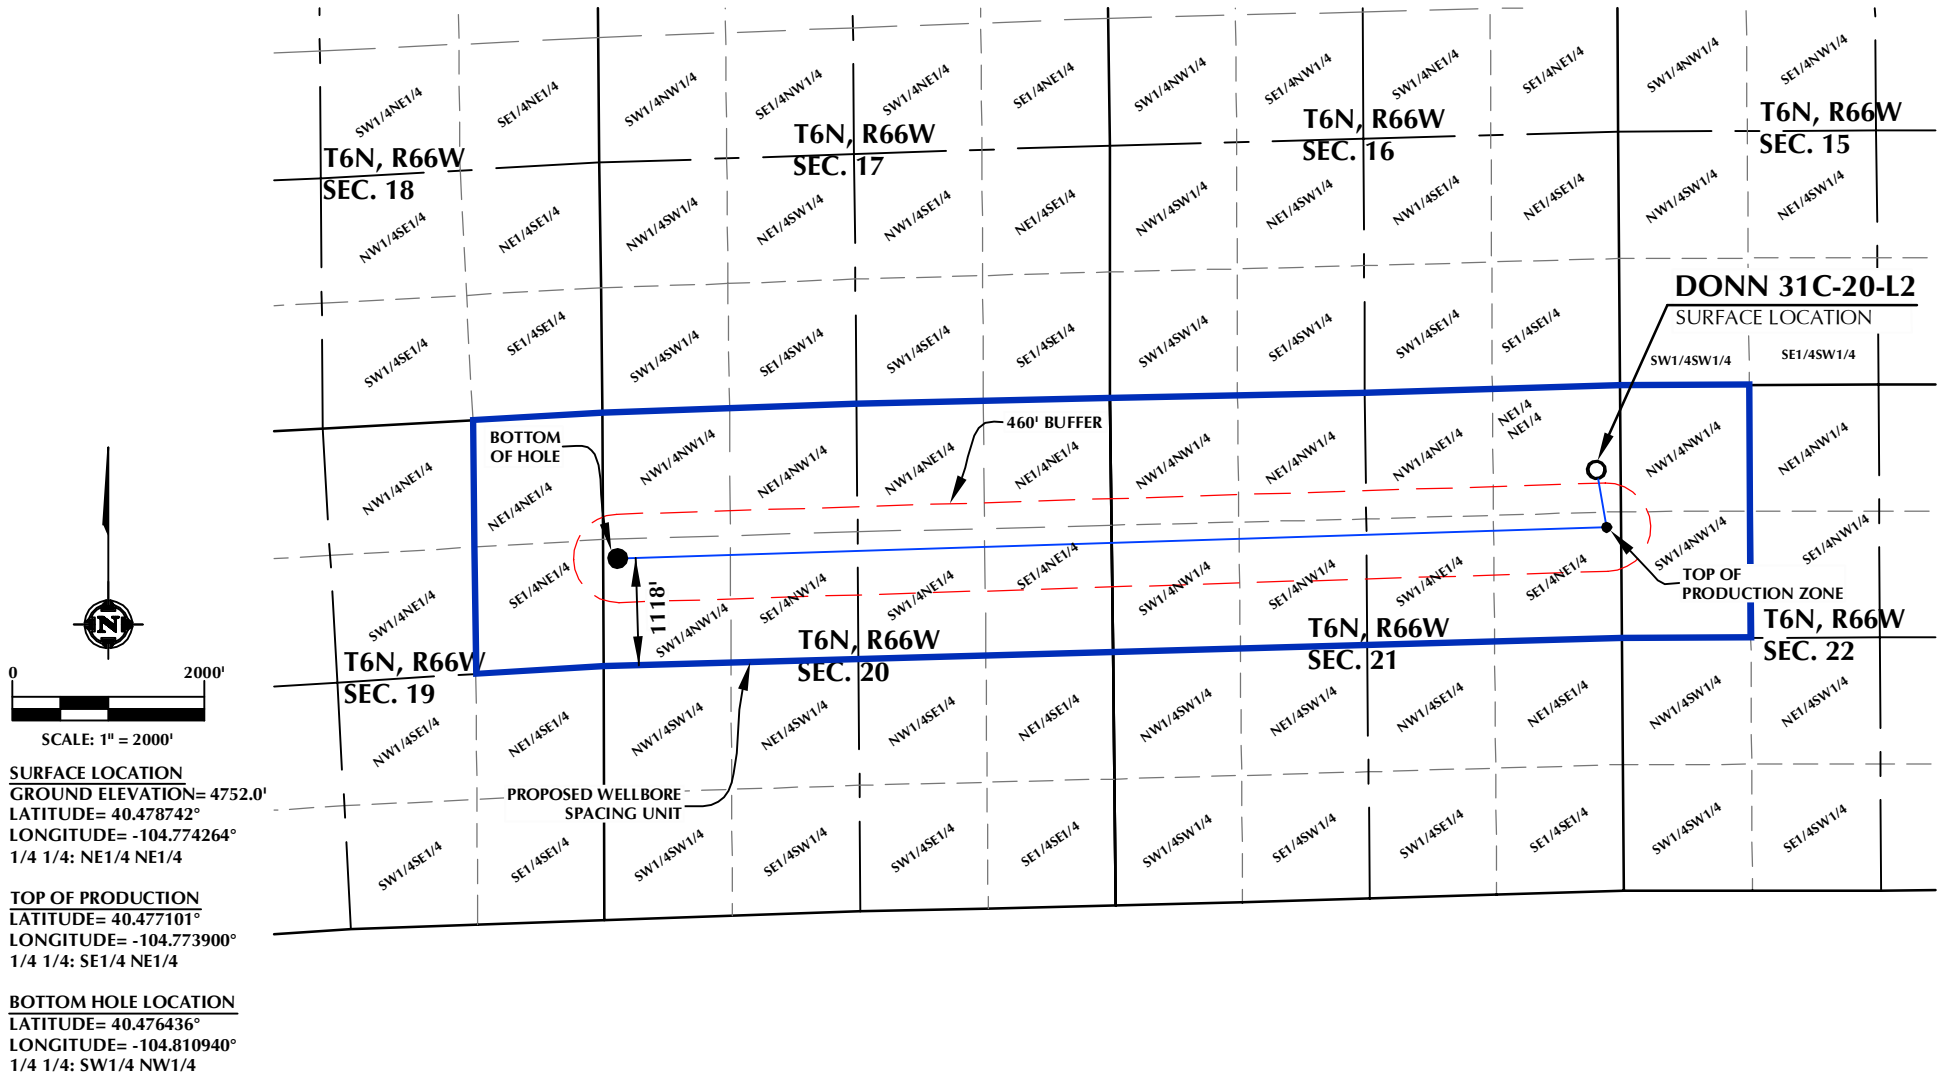 SW1/4NE1/4
SE1/4NE1/4
SW1/4NW1/4
SE1/4NW1/4
SW1/4NE1/4
SE1/4NE1/4
SW1/4NW1/4
SE1/4NW1/4
SW1/4NE1/4
SE1/4NE1/4
SW1/4NW1/4
SE1/4NW1/4
T6N, R66W
SEC. 18
T6N, R66W
SEC. 17
T6N, R66W
SEC. 16
T6N, R66W
SEC. 15
NW1/4SE1/4
NE1/4SE1/4
NW1/4SW1/4
NE1/4SW1/4
NW1/4SE1/4
NE1/4SE1/4
NW1/4SW1/4
NE1/4SW1/4
NW1/4SE1/4
NE1/4SE1/4
NW1/4SW1/4
NE1/4SW1/4
DONN 31C-20-L2
SURFACE LOCATION
SW1/4SE1/4
SE1/4SE1/4
SW1/4SW1/4
SE1/4SW1/4
SW1/4SE1/4
SE1/4SE1/4
SW1/4SW1/4
SE1/4SW1/4
SW1/4SE1/4
SE1/4SE1/4
SW1/4SW1/4
SE1/4SW1/4
BOTTOM
OF HOLE
460' BUFFER
NW1/4NE1/4
NE1/4NE1/4
NW1/4NW1/4
NE1/4NW1/4
NW1/4NE1/4
NE1/4NE1/4
NW1/4NW1/4
NE1/4NW1/4
NW1/4NE1/4
NE1/4
NE1/4
NW1/4NW1/4
NE1/4NW1/4
SW1/4NE1/4
SE1/4NE1/4
1118'
SW1/4NW1/4
SE1/4NW1/4
SW1/4NE1/4
SE1/4NE1/4
SW1/4NW1/4
SE1/4NW1/4
SW1/4NE1/4
SE1/4NE1/4
SW1/4NW1/4
SE1/4NW1/4
TOP OF
PRODUCTION ZONE
T6N, R66W
SEC. 19
T6N, R66W
SEC. 20
T6N, R66W
SEC. 21
T6N, R66W
SEC. 22
NW1/4SE1/4
NE1/4SE1/4
NW1/4SW1/4
NE1/4SW1/4
NW1/4SE1/4
NE1/4SE1/4
NW1/4SW1/4
NE1/4SW1/4
NW1/4SE1/4
NE1/4SE1/4
NW1/4SW1/4
NE1/4SW1/4
PROPOSED WELLBORE
SPACING UNIT
SW1/4SE1/4
SE1/4SE1/4
SW1/4SW1/4
SE1/4SW1/4
SW1/4SE1/4
SE1/4SE1/4
SW1/4SW1/4
SE1/4SW1/4
SW1/4SE1/4
SE1/4SE1/4
SW1/4SW1/4
SE1/4SW1/4
N
0 2000'
SCALE: 1" = 2000'
SURFACE LOCATION
GROUND ELEVATION= 4752.0'
LATITUDE= 40.478742°
LONGITUDE= -104.774264°
1/4 1/4: NE1/4 NE1/4
TOP OF PRODUCTION
LATITUDE= 40.477101°
LONGITUDE= -104.773900°
1/4 1/4: SE1/4 NE1/4
BOTTOM HOLE LOCATION
LATITUDE= 40.476436°
LONGITUDE= -104.810940°
1/4 1/4: SW1/4 NW1/4